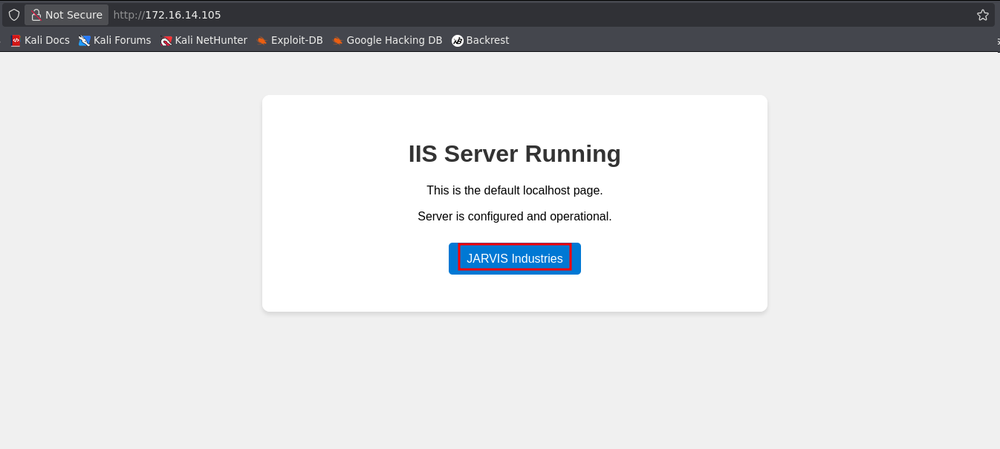 Not Secure http://172.16.14.105
Kali Docs Kali Forums Kali NetHunter Exploit-DB Google Hacking DB Backrest
IIS Server Running
This is the default localhost page.
Server is configured and operational.
JARVIS Industries